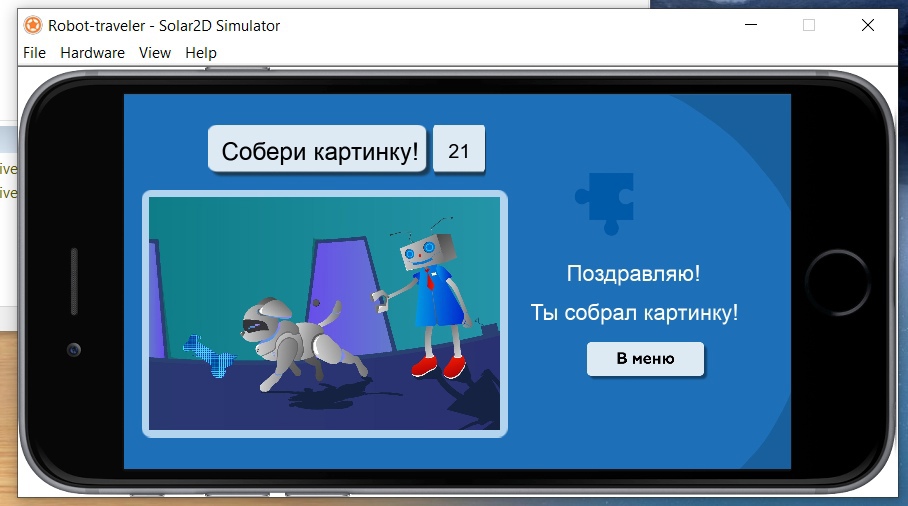 Robot-traveler - Solar2D Simulator
File Hardware View Help
Собери картинку! 21
Поздравляю!
Ты собрал картинку!
В меню
ive
ive